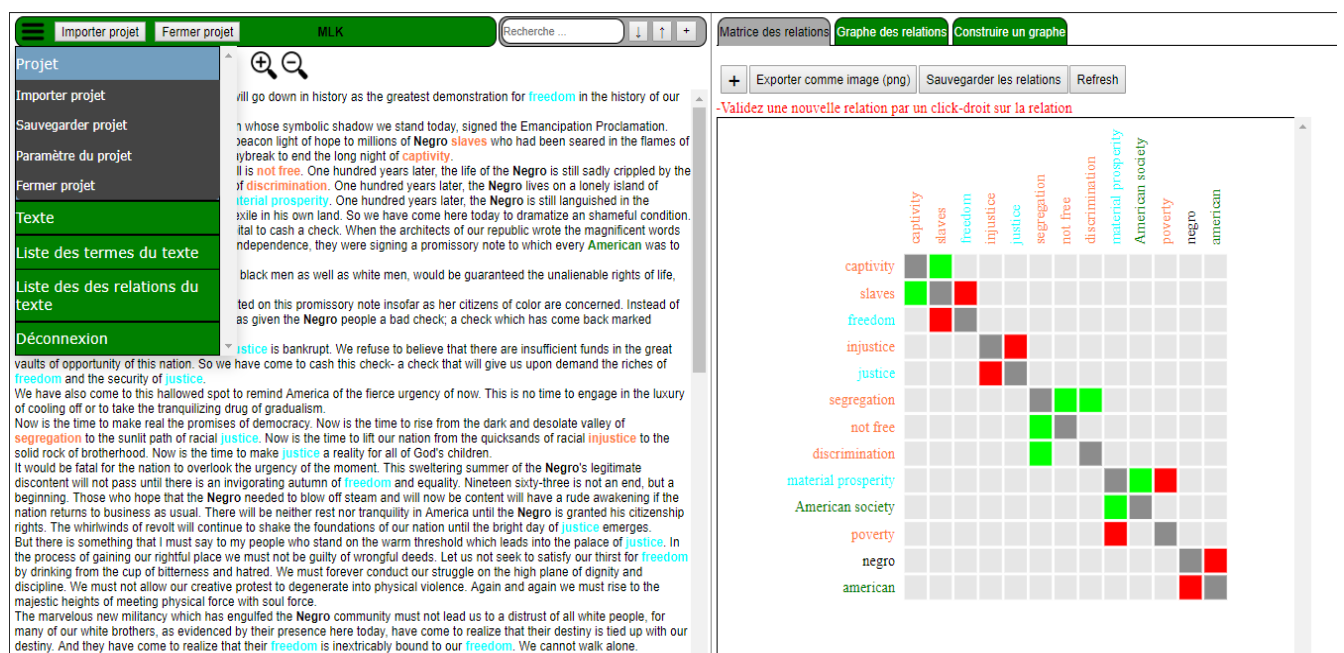 Importer projet Fermer projet MLK Recherche ... ↓ ↑ +
Projet
Importer projet
Sauvegarder projet
Paramètre du projet
Fermer projet
Texte
Liste des termes du texte
Liste des des relations du
texte
Déconnexion
will go down in history as the greatest demonstration for freedom in the history of our
n whose symbolic shadow we stand today, signed the Emancipation Proclamation.
beacon light of hope to millions of Negro slaves who had been seared in the flames of
ybreak to end the long night of captivity.
ll is not free. One hundred years later, the life of the Negro is still sadly crippled by the
of discrimination. One hundred years later, the Negro lives on a lonely island of
terial prosperity. One hundred years later, the Negro is still languished in the
exile in his own land. So we have come here today to dramatize an shameful condition.
ital to cash a check. When the architects of our republic wrote the magnificent words
ndependence, they were signing a promissory note to which every American was to
black men as well as white men, would be guaranteed the unalienable rights of life,
ted on this promissory note insofar as her citizens of color are concerned. Instead of
as given the Negro people a bad check; a check which has come back marked
stice is bankrupt. We refuse to believe that there are insufficient funds in the great
vaults of opportunity of this nation. So we have come to cash this check- a check that will give us upon demand the riches of
freedom and the security of justice.
We have also come to this hallowed spot to remind America of the fierce urgency of now. This is no time to engage in the luxury
of cooling off or to take the tranquilizing drug of gradualism.
Now is the time to make real the promises of democracy. Now is the time to rise from the dark and desolate valley of
segregation to the sunlit path of racial justice. Now is the time to lift our nation from the quicksands of racial injustice to the
solid rock of brotherhood. Now is the time to make justice a reality for all of God's children.
It would be fatal for the nation to overlook the urgency of the moment. This sweltering summer of the Negro's legitimate
discontent will not pass until there is an invigorating autumn of freedom and equality. Nineteen sixty-three is not an end, but a
beginning. Those who hope that the Negro needed to blow off steam and will now be content will have a rude awakening if the
nation returns to business as usual. There will be neither rest nor tranquility in America until the Negro is granted his citizenship
rights. The whirlwinds of revolt will continue to shake the foundations of our nation until the bright day of justice emerges.
But there is something that I must say to my people who stand on the warm threshold which leads into the palace of justice. In
the process of gaining our rightful place we must not be guilty of wrongful deeds. Let us not seek to satisfy our thirst for freedom
by drinking from the cup of bitterness and hatred. We must forever conduct our struggle on the high plane of dignity and
discipline. We must not allow our creative protest to degenerate into physical violence. Again and again we must rise to the
majestic heights of meeting physical force with soul force.
The marvelous new militancy which has engulfed the Negro community must not lead us to a distrust of all white people, for
many of our white brothers, as evidenced by their presence here today, have come to realize that their destiny is tied up with our
destiny. And they have come to realize that their freedom is inextricably bound to our freedom. We cannot walk alone.
Matrice des relations Graphe des relations Construire un graphe
+ Exporter comme image (png) Sauvegarder les relations Refresh
-Validez une nouvelle relation par un click-droit sur la relation
captivity
slaves
freedom
injustice
justice
segregation
not free
discrimination
material prosperity
American society
poverty
negro
american
captivity
slaves
freedom
injustice
justice
segregation
not free
discrimination
material prosperity
American society
poverty
negro
american